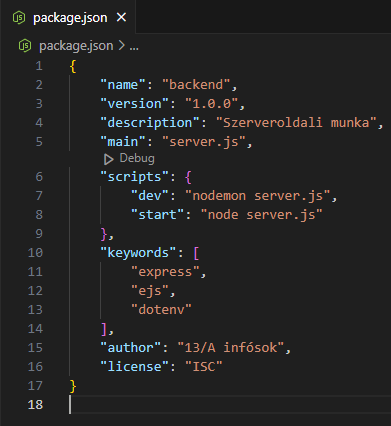 package.json ×
package.json > ...
1 {
2 "name": "backend",
3 "version": "1.0.0",
4 "description": "Szerveroldali munka",
5 "main": "server.js",
Debug
6 "scripts": {
7 "dev": "nodemon server.js",
8 "start": "node server.js"
9 },
10 "keywords": [
11 "express",
12 "ejs",
13 "dotenv"
14 ],
15 "author": "13/A infósok",
16 "license": "ISC"
17 }
18